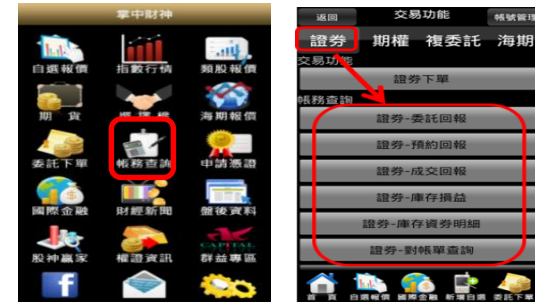 掌中財神
自選報價 指數行情 類股報價
期 貨 選 擇 權 海期報價
委託下單 帳務查詢 申請憑證
國際金融 財經新聞 盤後資料
CAPITAL
股神贏家 權證資訊 群益專區
返回 交易功能 帳號管理
證券 期權 複委託 海期
交易功能
證券下單
帳務查詢
證券-委託回報
證券-預約回報
證券-成交回報
證券-庫存損益
證券-庫存資券明細
證券-對帳單查詢
首 頁 自選報價 國際金融 新增自選 委託下單